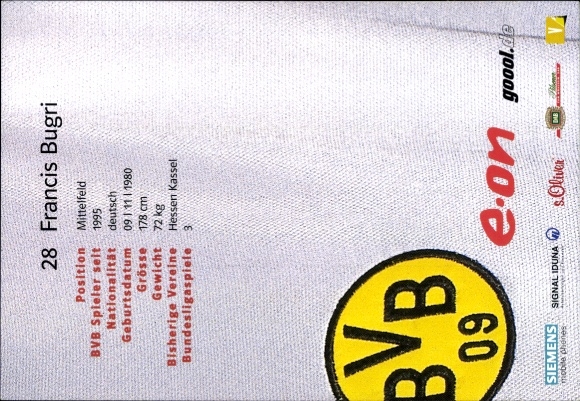 28 Francis Bugri
Position Mittelfeld
BVB Spieler seit 1995
Nationalität deutsch
Geburtsdatum 09 I 11 I 1980
Grösse 178 cm
Gewicht 72 kg
Bisherige Vereine Hessen Kassel
Bundesligaspiele 3
BVB
09
e·on
goool.de
SIEMENS
mobile phones
SIGNAL IDUNA
s.Oliver
DAB
Pilsener